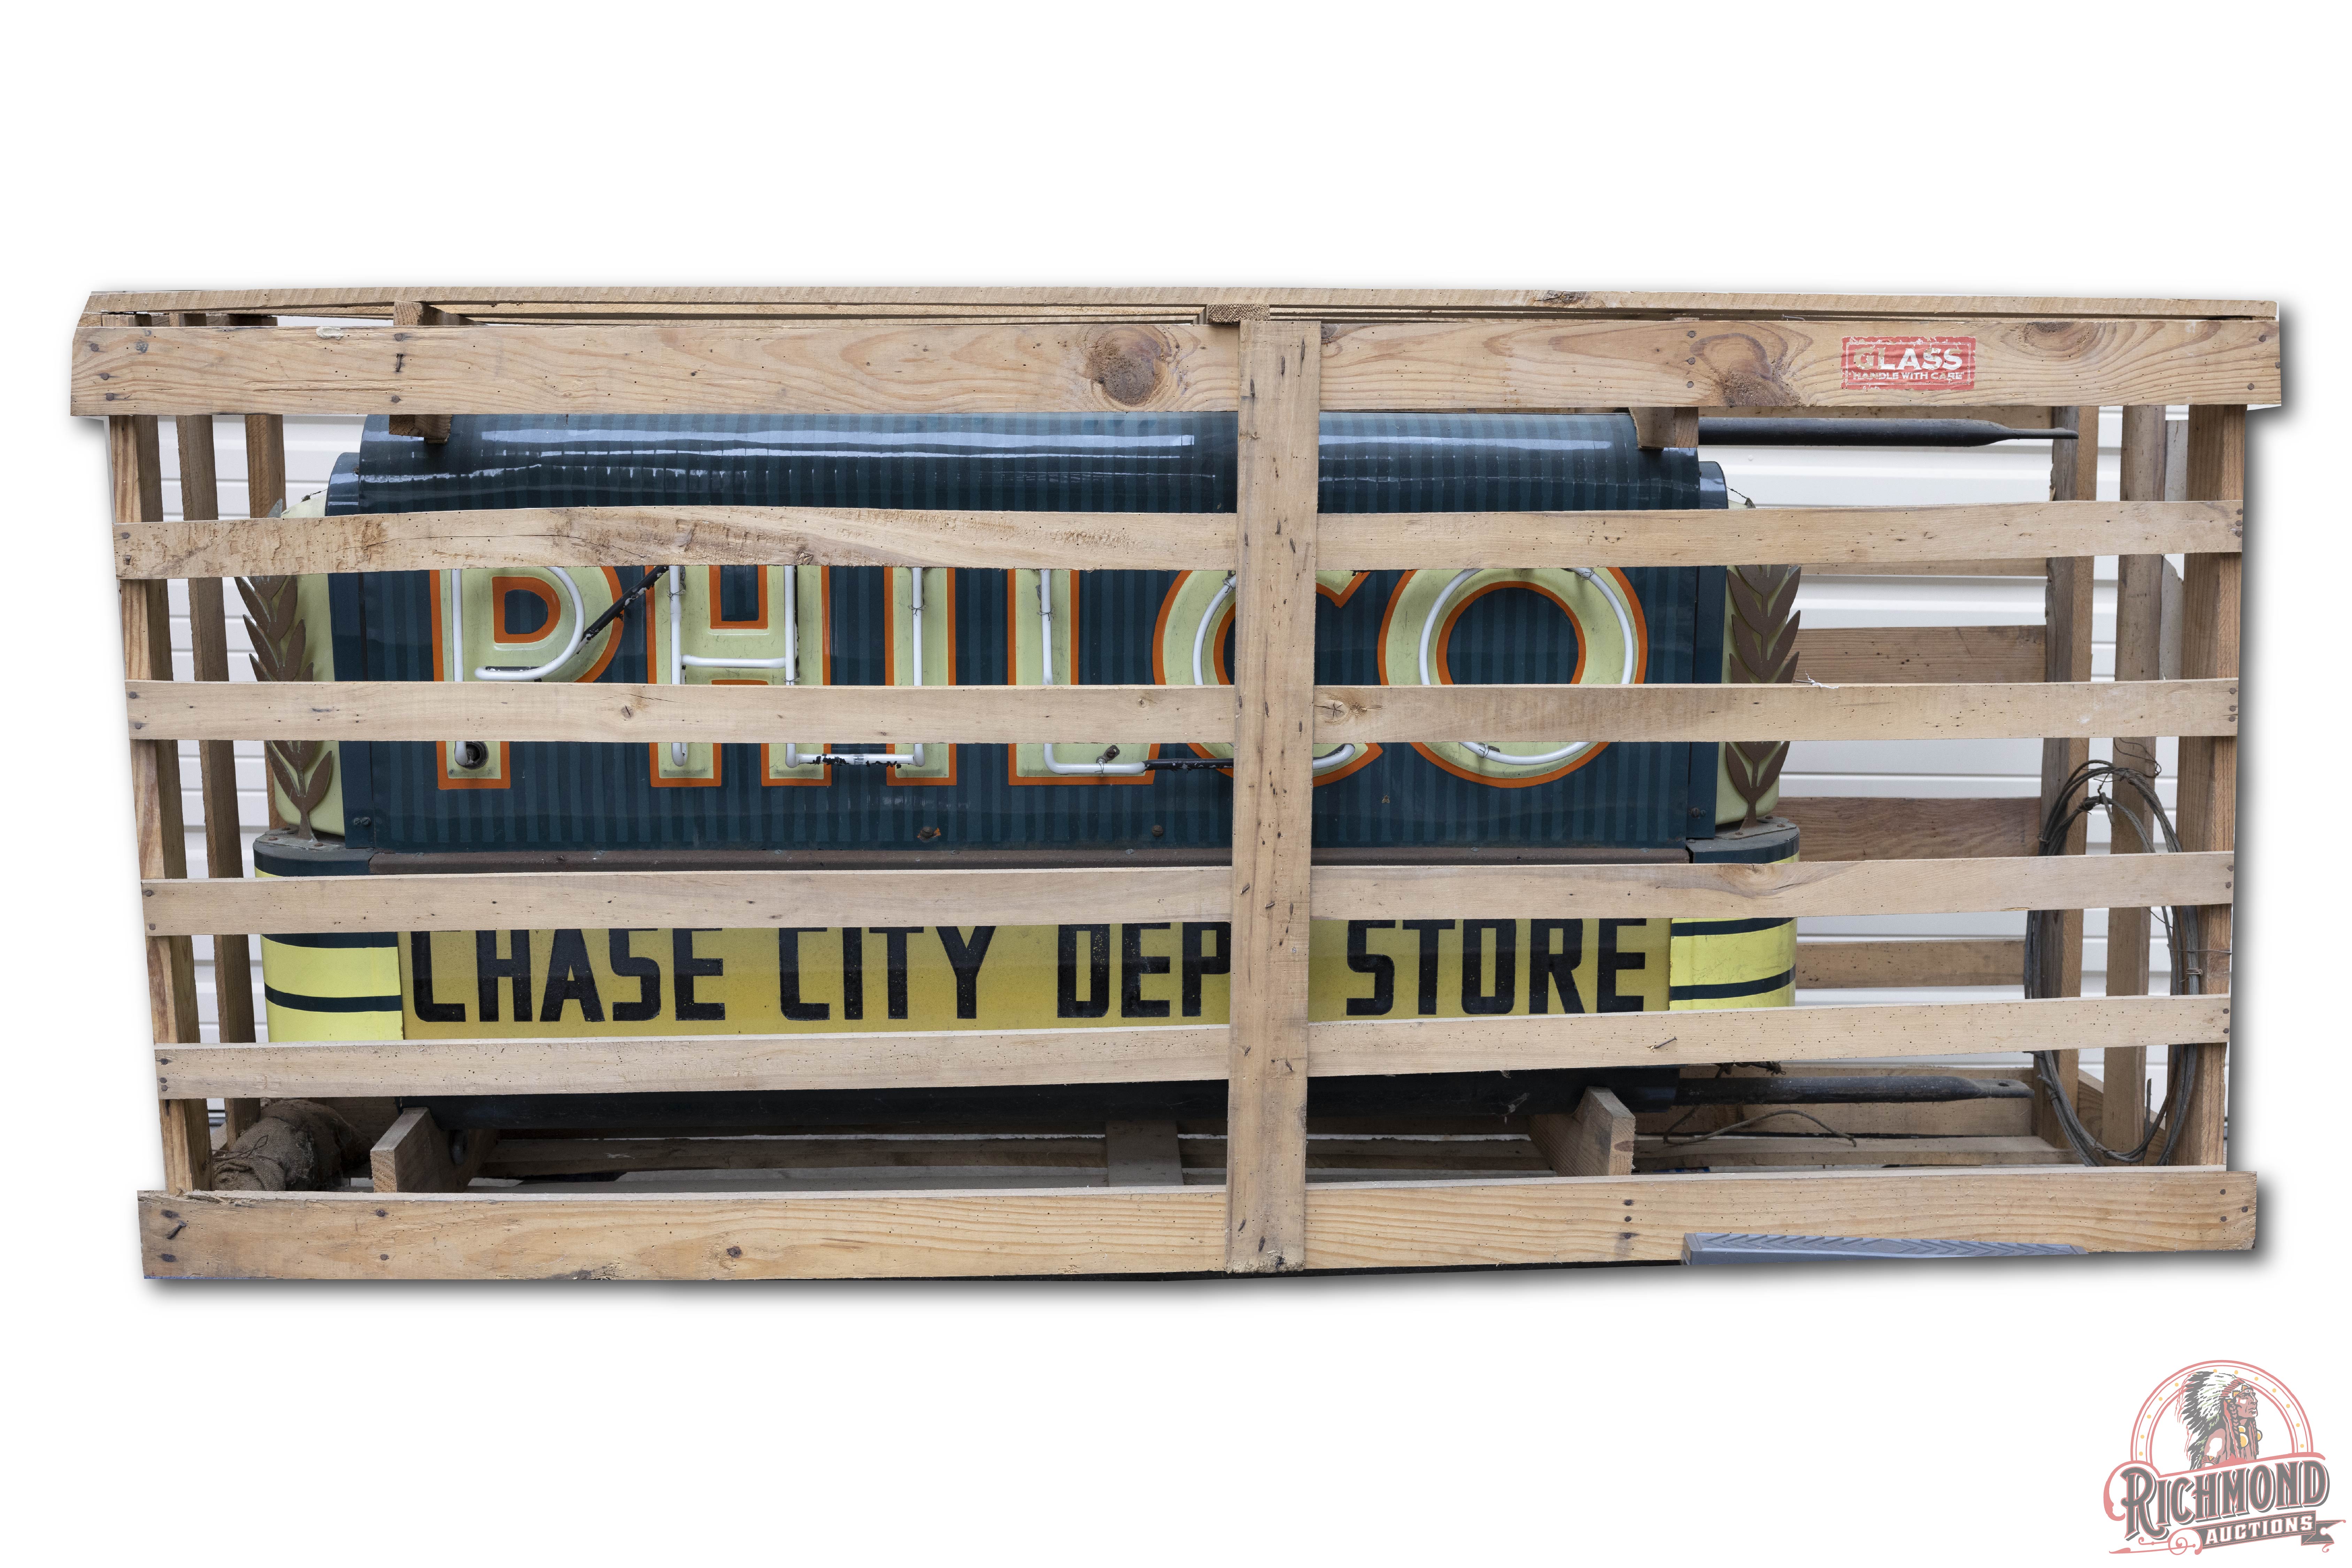 GLASS
HANDLE WITH CARE
PHILCO
CHASE CITY DEP STORE
RICHMOND
AUCTIONS